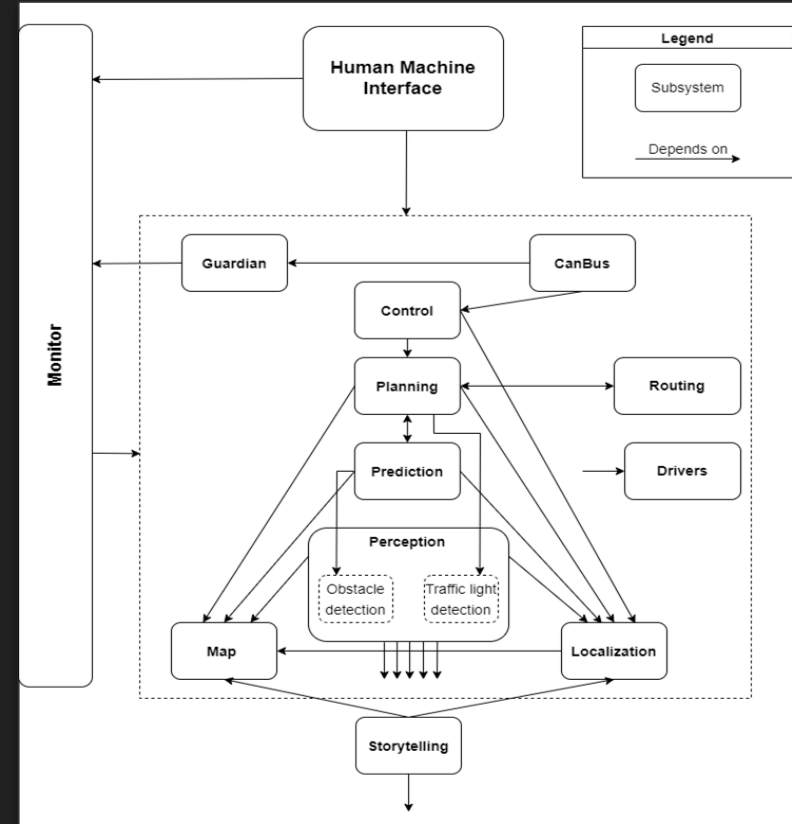 Human Machine
Interface
Legend
Subsystem
Depends on
Guardian
CanBus
Control
Monitor
Planning
Routing
Prediction
Drivers
Perception
Obstacle
detection
Traffic light
detection
Map
Localization
Storytelling